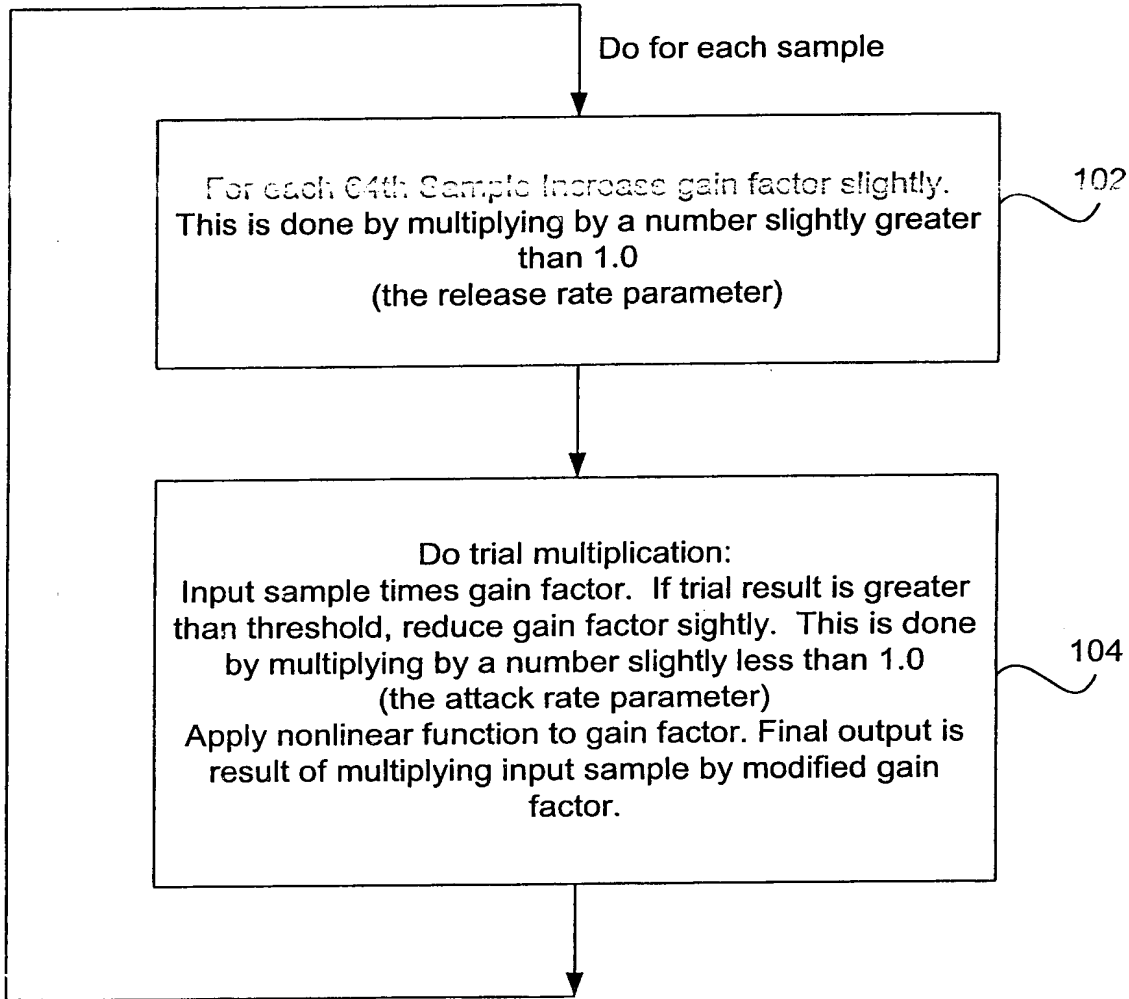 Do for each sample
For each 64th Sample Increase gain factor slightly.
This is done by multiplying by a number slightly greater
than 1.0
(the release rate parameter)
102
Do trial multiplication:
Input sample times gain factor. If trial result is greater
than threshold, reduce gain factor sightly. This is done
by multiplying by a number slightly less than 1.0
(the attack rate parameter)
Apply nonlinear function to gain factor. Final output is
result of multiplying input sample by modified gain
factor.
104